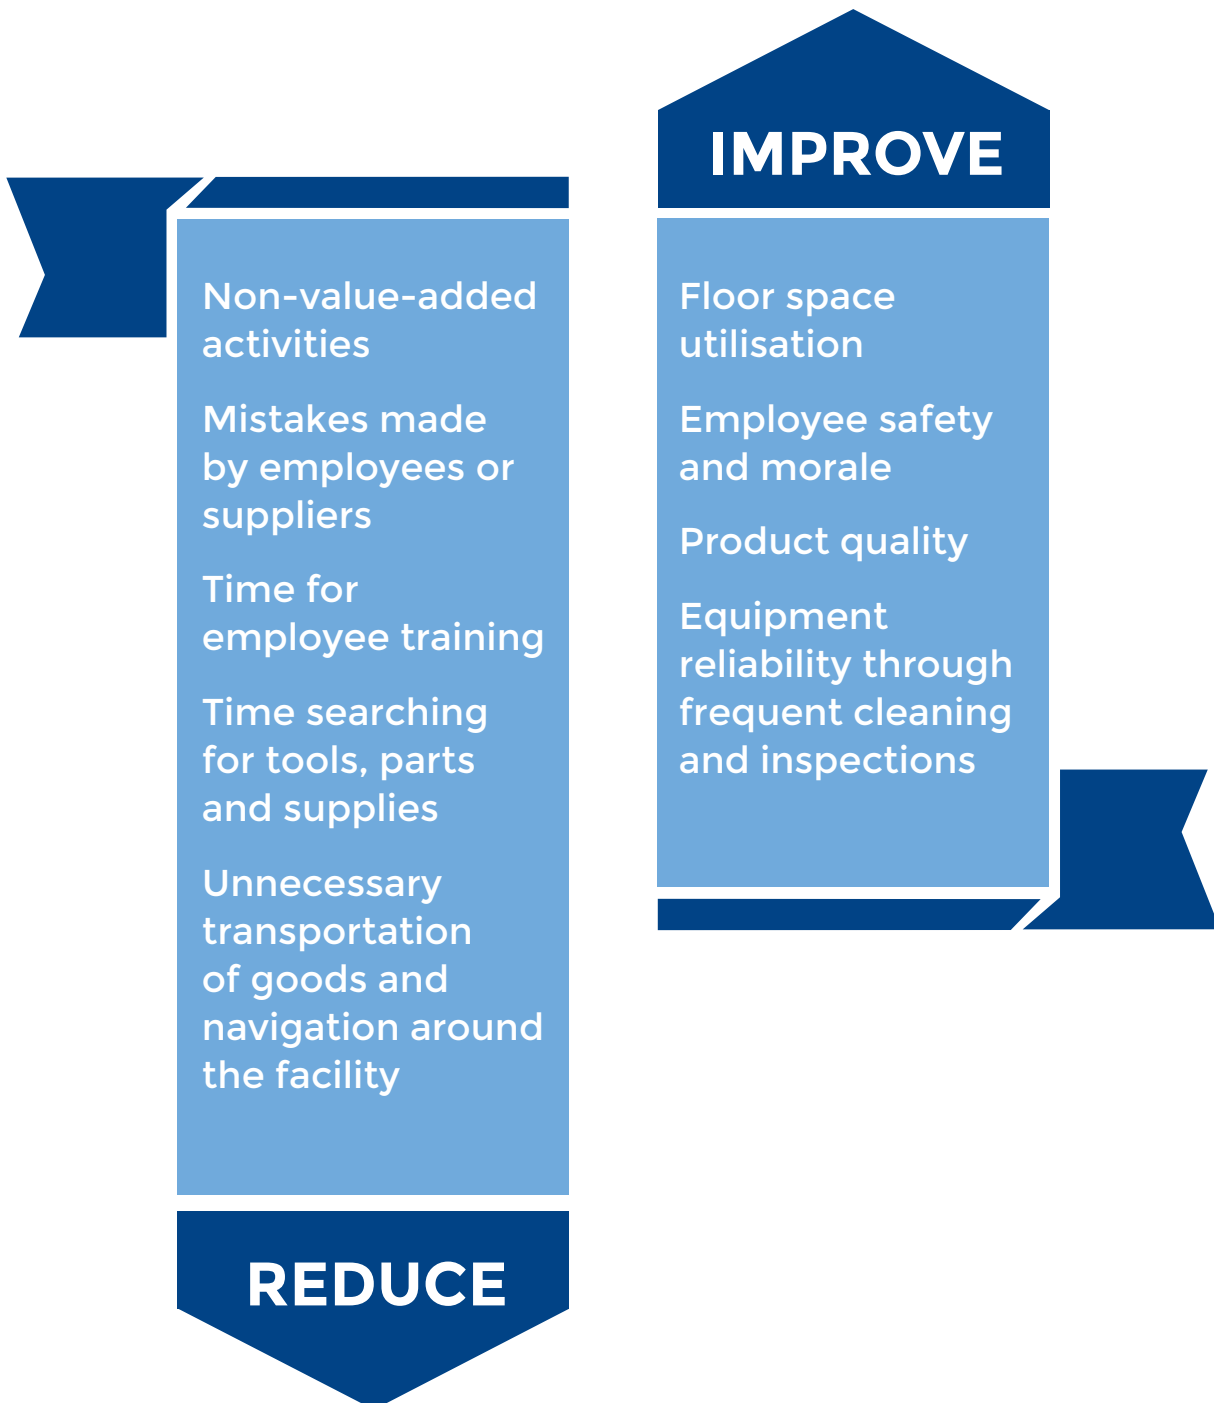 Non-value-added
activities
Mistakes made
by employees or
suppliers
Time for
employee training
Time searching
for tools, parts
and supplies
Unnecessary
transportation
of goods and
navigation around
the facility
REDUCE
IMPROVE
Floor space
utilisation
Employee safety
and morale
Product quality
Equipment
reliability through
frequent cleaning
and inspections